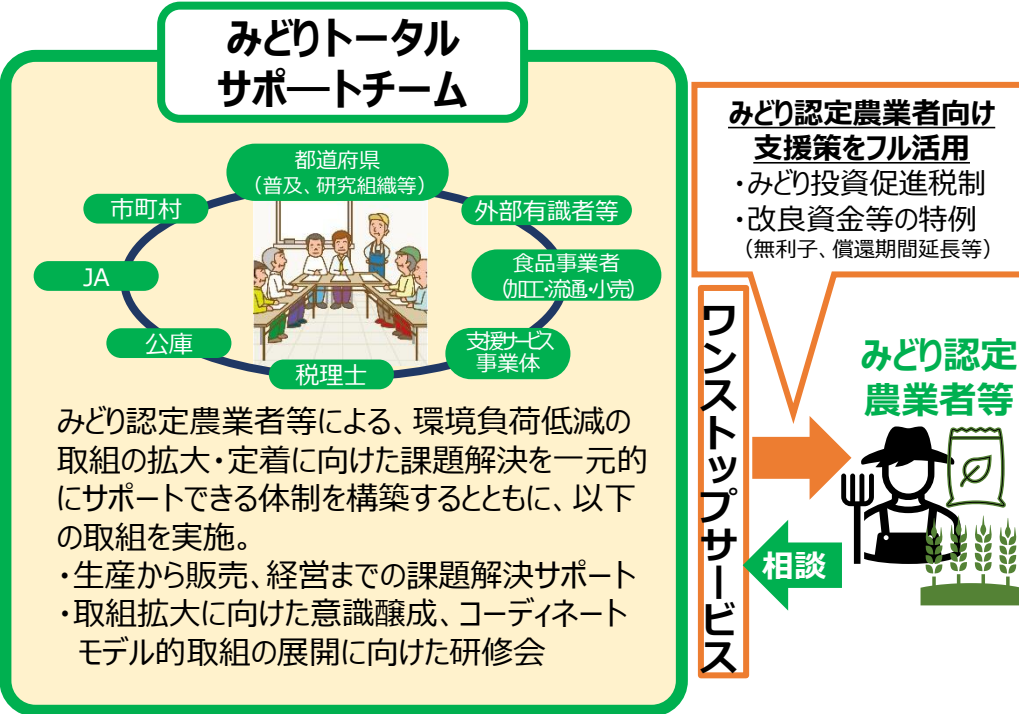 みどりトータル
サポートチーム
都道府県
（普及、研究組織等）
市町村
外部有識者等
JA
食品事業者
（加工・流通・小売）
公庫
支援サービス
事業体
税理士
みどり認定農業者等による、環境負荷低減の
取組の拡大・定着に向けた課題解決を一元的
にサポートできる体制を構築するとともに、以下
の取組を実施。
・生産から販売、経営までの課題解決サポート
・取組拡大に向けた意識醸成、コーディネート
モデル的取組の展開に向けた研修会
みどり認定農業者向け
支援策をフル活用
・みどり投資促進税制
・改良資金等の特例
（無利子、償還期間延長等）
ワンストップサービス
みどり認定
農業者等
相談